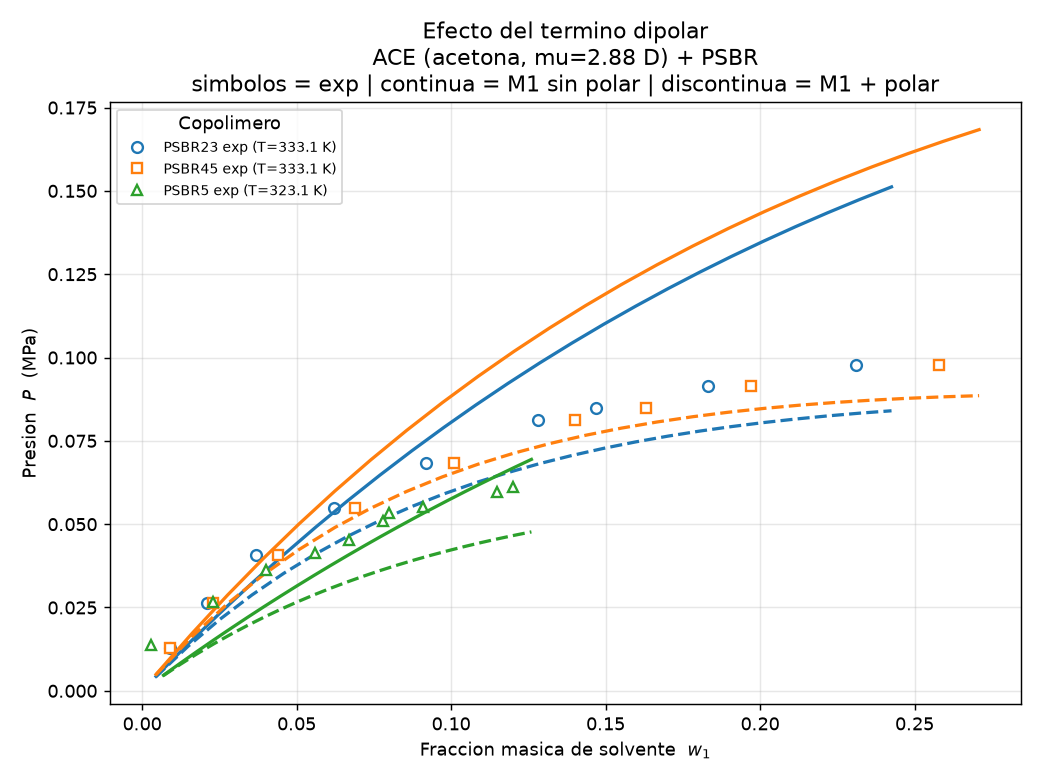 Efecto del termino dipolar
ACE (acetona, mu=2.88 D) + PSBR
simbolos = exp | continua = M1 sin polar | discontinua = M1 + polar
Copolimero
PSBR23 exp (T=333.1 K)
PSBR45 exp (T=333.1 K)
PSBR5 exp (T=323.1 K)
0.175
0.150
0.125
0.100
0.075
0.050
0.025
0.000
Presion P (MPa)
0.00 0.05 0.10 0.15 0.20 0.25
Fraccion masica de solvente w₁